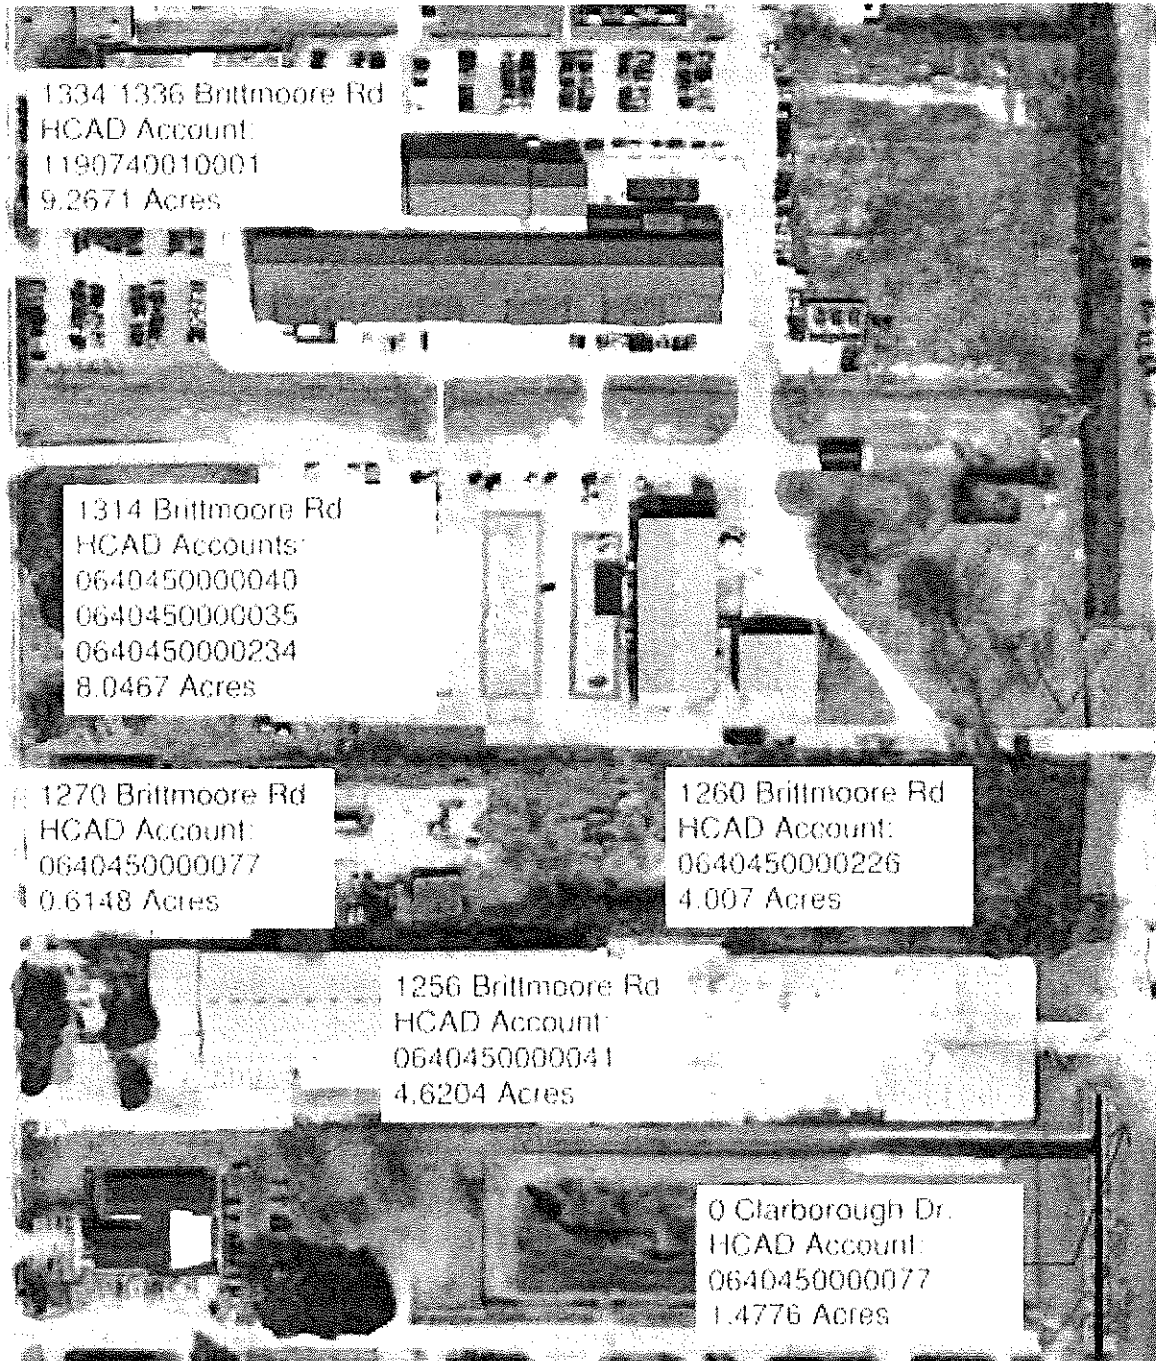 1334 1336 Brittmoore Rd
HCAD Account:
1190740010001
9.2671 Acres
1314 Brittmoore Rd
HCAD Accounts:
0640450000040
0640450000035
0640450000234
8.0467 Acres
1270 Brittmoore Rd
HCAD Account:
0640450000077
0.6148 Acres
1260 Brittmoore Rd
HCAD Account:
0640450000226
4.007 Acres
1256 Brittmoore Rd
HCAD Account:
0640450000041
4.6204 Acres
0 Clarborough Dr.
HCAD Account:
0640450000077
1.4776 Acres